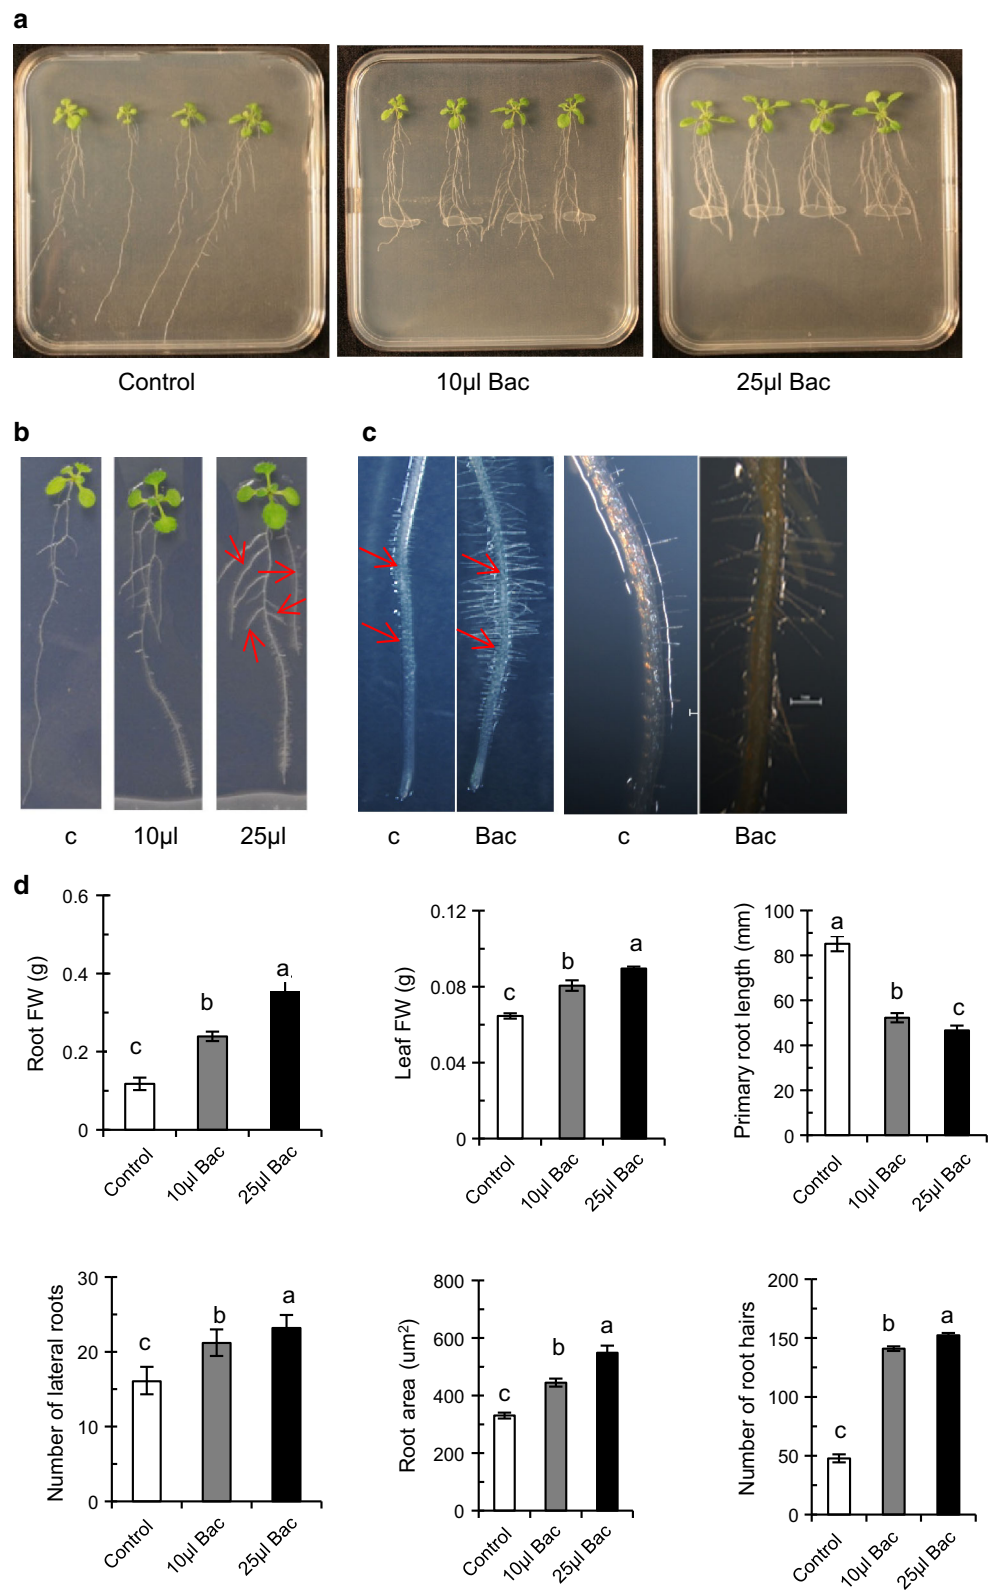 a
Control
10µl Bac
25µl Bac
b
c
c
10µl
25µl
c
Bac
c
Bac
d
Root FW (g)
0.6
0.4
0.2
0
c
b
a
Control
10µl Bac
25µl Bac
Leaf FW (g)
0.12
0.08
0.04
0
c
b
a
Control
10µl Bac
25µl Bac
Primary root length (mm)
100
80
60
40
20
0
a
b
c
Control
10µl Bac
25µl Bac
Number of lateral roots
30
20
10
0
c
b
a
Control
10µl Bac
25µl Bac
Root area (um²)
800
600
400
200
0
c
b
a
Control
10µl Bac
25µl Bac
Number of root hairs
200
150
100
50
0
c
b
a
Control
10µl Bac
25µl Bac